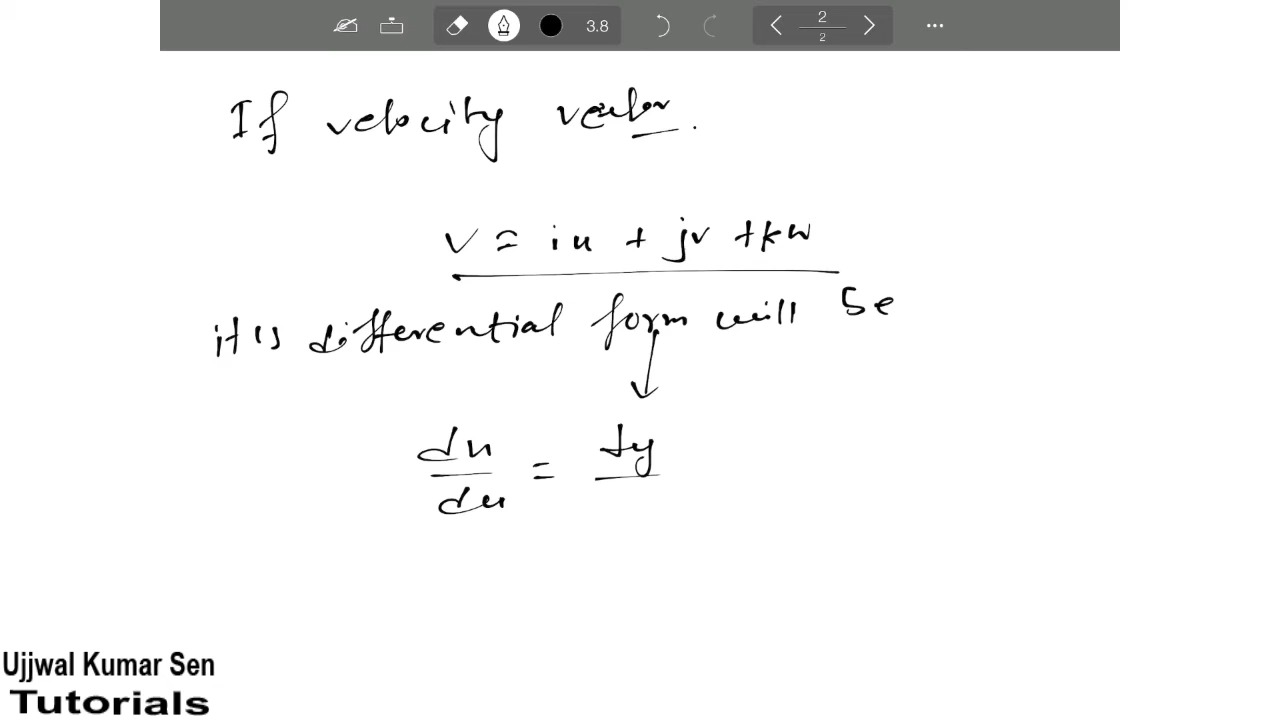 3.8
2
2
If velocity vector.
V = iu + jv + kw
it is differential form will be
dx/du = dy
Ujjwal Kumar Sen
Tutorials